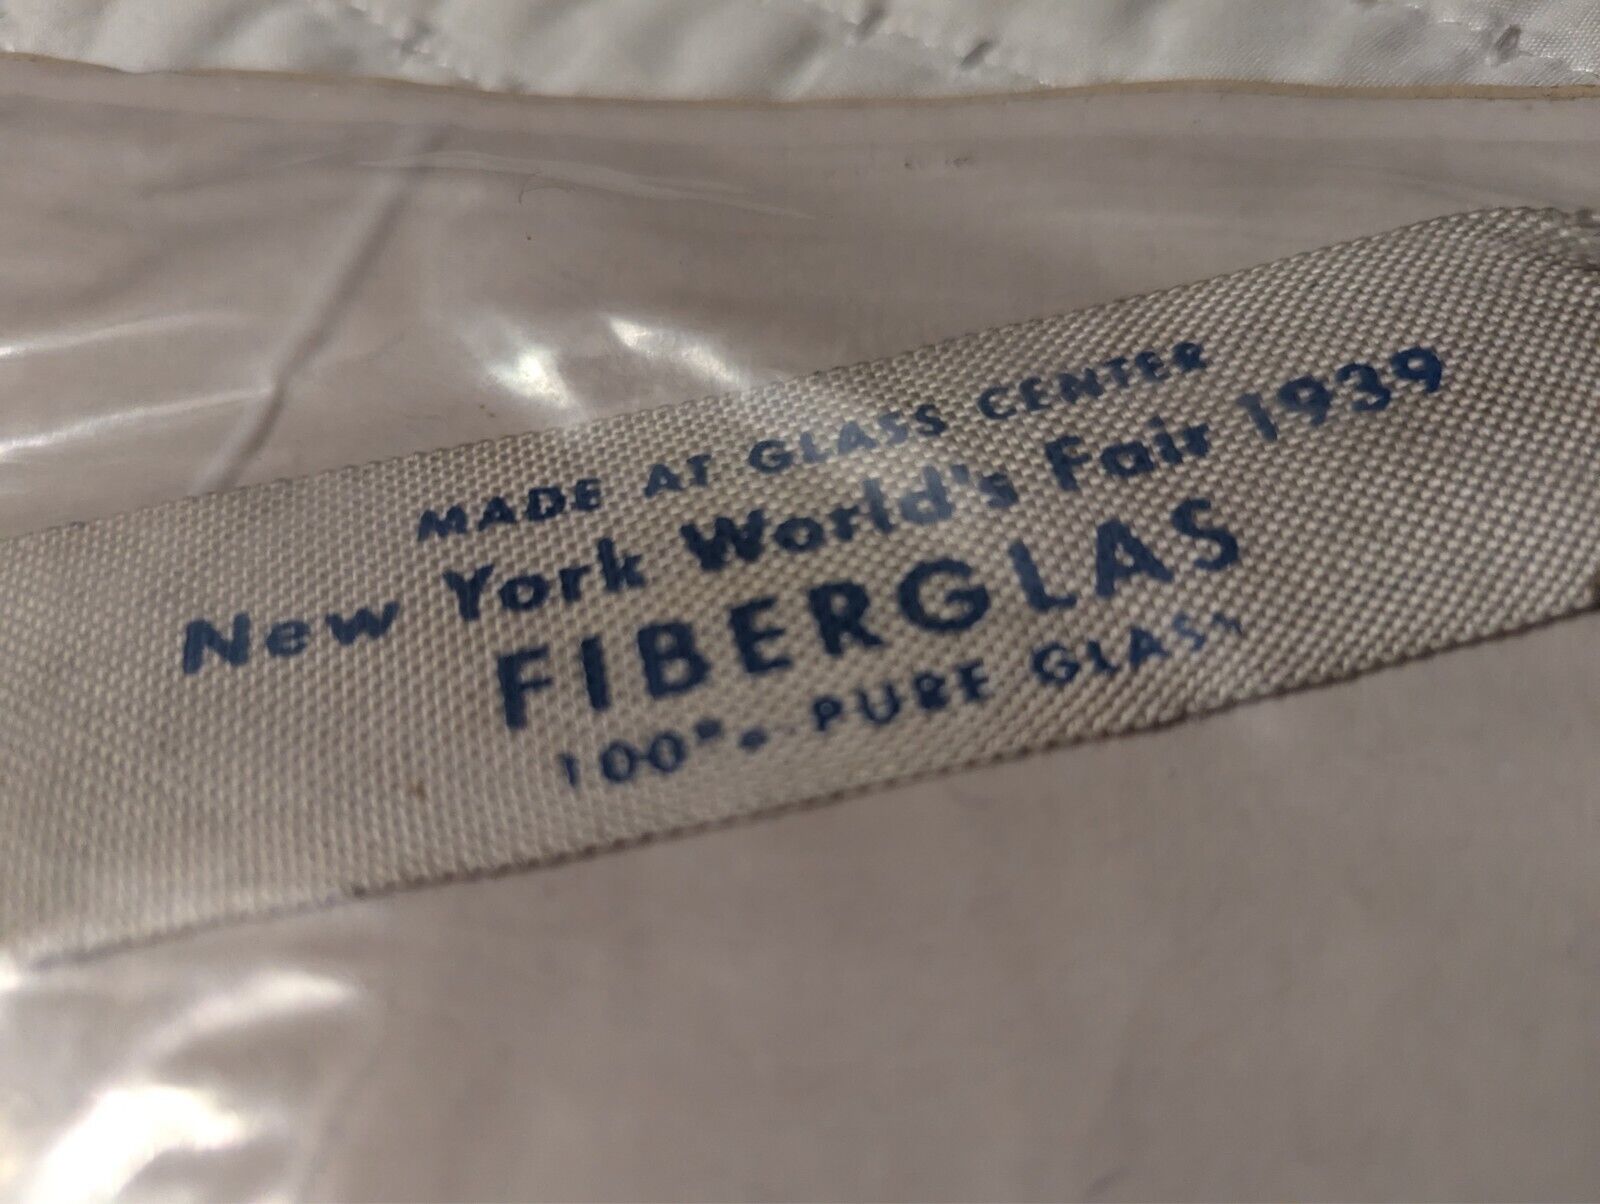 MADE AT GLASS CENTER
New York World's Fair 1939
FIBERGLAS
100% PURE GLASS